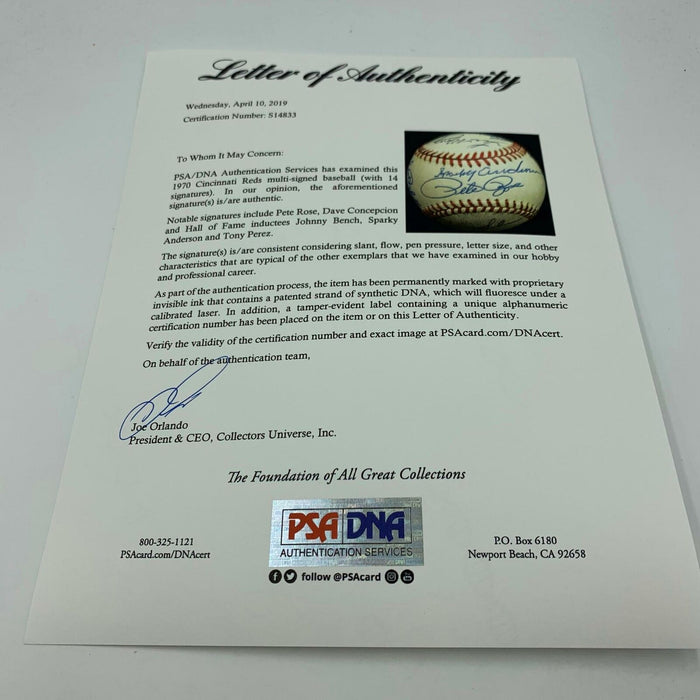 Letter of Authenticity
Wednesday, April 10, 2019
Certification Number: S14833
To Whom It May Concern:
PSA/DNA Authentication Services has examined this
1970 Cincinnati Reds multi-signed baseball (with 14
signatures). In our opinion, the aforementioned
signature(s) is/are authentic.
Notable signatures include Pete Rose, Dave Concepcion
and Hall of Fame inductees Johnny Bench, Sparky
Anderson and Tony Perez.
Sparky Anderson
Pete Rose
The signature(s) is/are consistent considering slant, flow, pen pressure, letter size, and other
characteristics that are typical of the other exemplars that we have examined in our hobby
and professional career.
As part of the authentication process, the item has been permanently marked with proprietary
invisible ink that contains a patented strand of synthetic DNA, which will fluoresce under a
calibrated laser. In addition, a tamper-evident label containing a unique alphanumeric
certification number has been placed on the item or on this Letter of Authenticity.
Verify the validity of the certification number and exact image at PSAcard.com/DNAcert.
On behalf of the authentication team,
Joe Orlando
President & CEO, Collectors Universe, Inc.
The Foundation of All Great Collections
800-325-1121
PSAcard.com/DNAcert
PSA DNA
AUTHENTICATION SERVICES
follow @PSAcard
P.O. Box 6180
Newport Beach, CA 92658